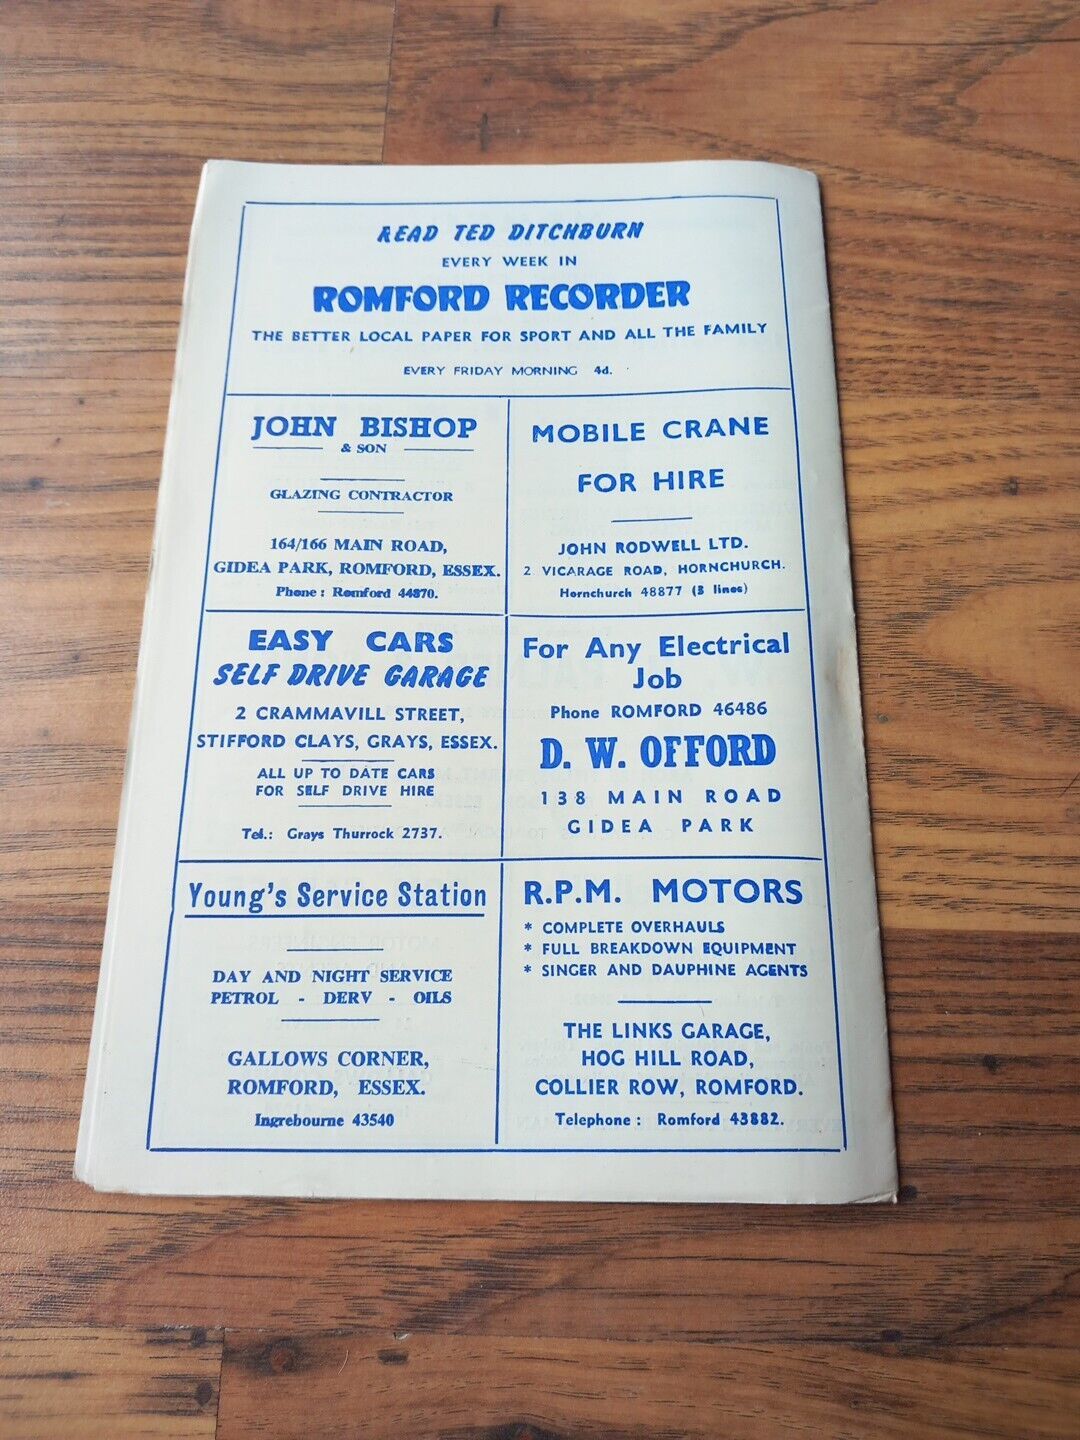 READ TED DITCHBURN
EVERY WEEK IN
ROMFORD RECORDER
THE BETTER LOCAL PAPER FOR SPORT AND ALL THE FAMILY
EVERY FRIDAY MORNING 4d.
JOHN BISHOP
& SON
GLAZING CONTRACTOR
164/166 MAIN ROAD,
GIDEA PARK, ROMFORD, ESSEX.
Phone : Romford 44870.
MOBILE CRANE
FOR HIRE
JOHN RODWELL LTD.
2 VICARAGE ROAD, HORNCHURCH.
Hornchurch 48877 (3 lines)
EASY CARS
SELF DRIVE GARAGE
2 CRAMMAVILL STREET,
STIFFORD CLAYS, GRAYS, ESSEX.
ALL UP TO DATE CARS
FOR SELF DRIVE HIRE
Tel.: Grays Thurrock 2737.
For Any Electrical
Job
Phone ROMFORD 46486
D. W. OFFORD
138 MAIN ROAD
GIDEA PARK
Young's Service Station
DAY AND NIGHT SERVICE
PETROL - DERV - OILS
GALLOWS CORNER,
ROMFORD, ESSEX.
Ingrebourne 43540
R.P.M. MOTORS
* COMPLETE OVERHAULS
* FULL BREAKDOWN EQUIPMENT
* SINGER AND DAUPHINE AGENTS
THE LINKS GARAGE,
HOG HILL ROAD,
COLLIER ROW, ROMFORD.
Telephone : Romford 43882.